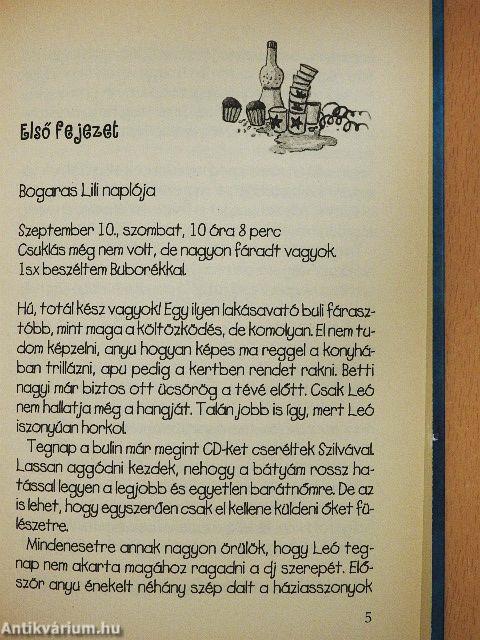 Első fejezet
Bogaras Lili naplója
Szeptember 10., szombat, 10 óra 8 perc
Csuklás még nem volt, de nagyon fáradt vagyok.
1sx beszéltem Buborékkal.
Hű, totál kész vagyok! Egy ilyen lakásavató buli fárasz-
tóbb, mint maga a költözködés, de komolyan. El nem tu-
dom képzelni, anyu hogyan képes ma reggel a konyhá-
ban trillázni, apu pedig a kertben rendet rakni. Betti
nagyi már biztos ott ücsörög a tévé előtt. Csak Leó
nem hallatja még a hangját. Talán jobb is így, mert Leó
iszonyúan horkol.
Tegnap a bulin már megint CD-ket cseréltek Szilvával.
Lassan aggódni kezdek, nehogy a bátyám rossz ha-
tással legyen a legjobb és egyetlen barátnőmre. De az
is lehet, hogy egyszerűen csak el kellene küldeni őket fü-
lészetre.
Mindenesetre annak nagyon örülök, hogy Leó teg-
nap nem akarta magához ragadni a dj szerepét. Elő-
ször anyu énekelt néhány szép dalt a háziasszonyok
5
Antikvárium.hu